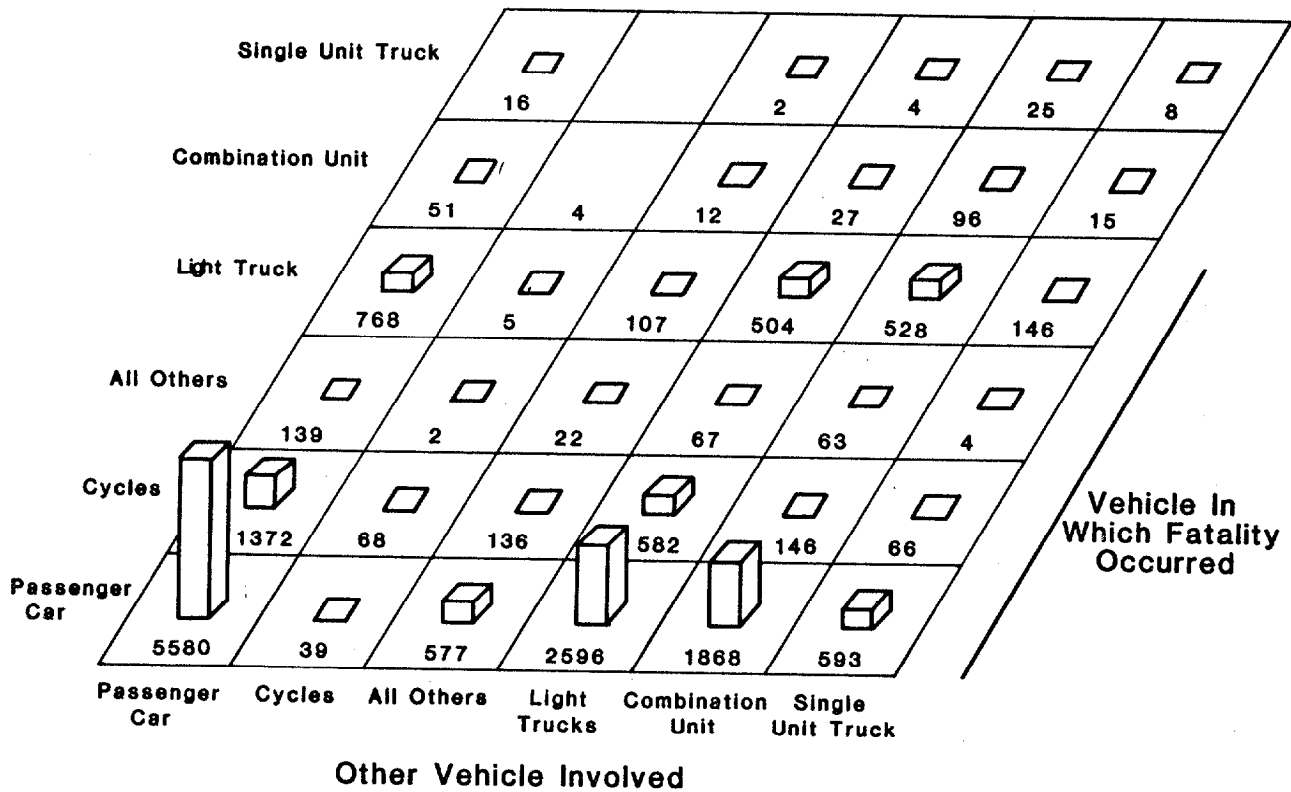 Single Unit Truck
16 2 4 25 8
Combination Unit
51 4 12 27 96 15
Light Truck
768 5 107 504 528 146
All Others
139 2 22 67 63 4
Cycles
1372 68 136 582 146 66
Vehicle In
Which Fatality
Occurred
Passenger
Car
5580 39 577 2596 1868 593
Passenger Cycles All Others Light Combination Single
Car Trucks Unit Unit Truck
Other Vehicle Involved